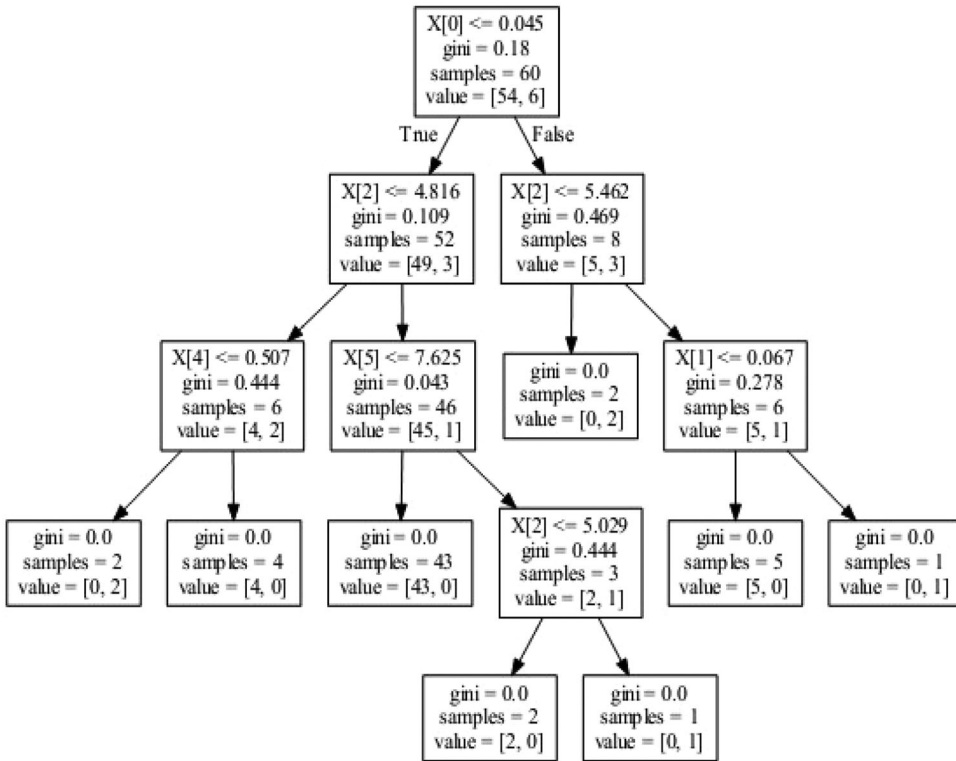 X[0] <= 0.045
gini = 0.18
samples = 60
value = [54, 6]
True
False
X[2] <= 4.816
gini = 0.109
samples = 52
value = [49, 3]
X[2] <= 5.462
gini = 0.469
samples = 8
value = [5, 3]
X[4] <= 0.507
gini = 0.444
samples = 6
value = [4, 2]
X[5] <= 7.625
gini = 0.043
samples = 46
value = [45, 1]
gini = 0.0
samples = 2
value = [0, 2]
X[1] <= 0.067
gini = 0.278
samples = 6
value = [5, 1]
gini = 0.0
samples = 2
value = [0, 2]
gini = 0.0
samples = 4
value = [4, 0]
gini = 0.0
samples = 43
value = [43, 0]
X[2] <= 5.029
gini = 0.444
samples = 3
value = [2, 1]
gini = 0.0
samples = 5
value = [5, 0]
gini = 0.0
samples = 1
value = [0, 1]
gini = 0.0
samples = 2
value = [2, 0]
gini = 0.0
samples = 1
value = [0, 1]